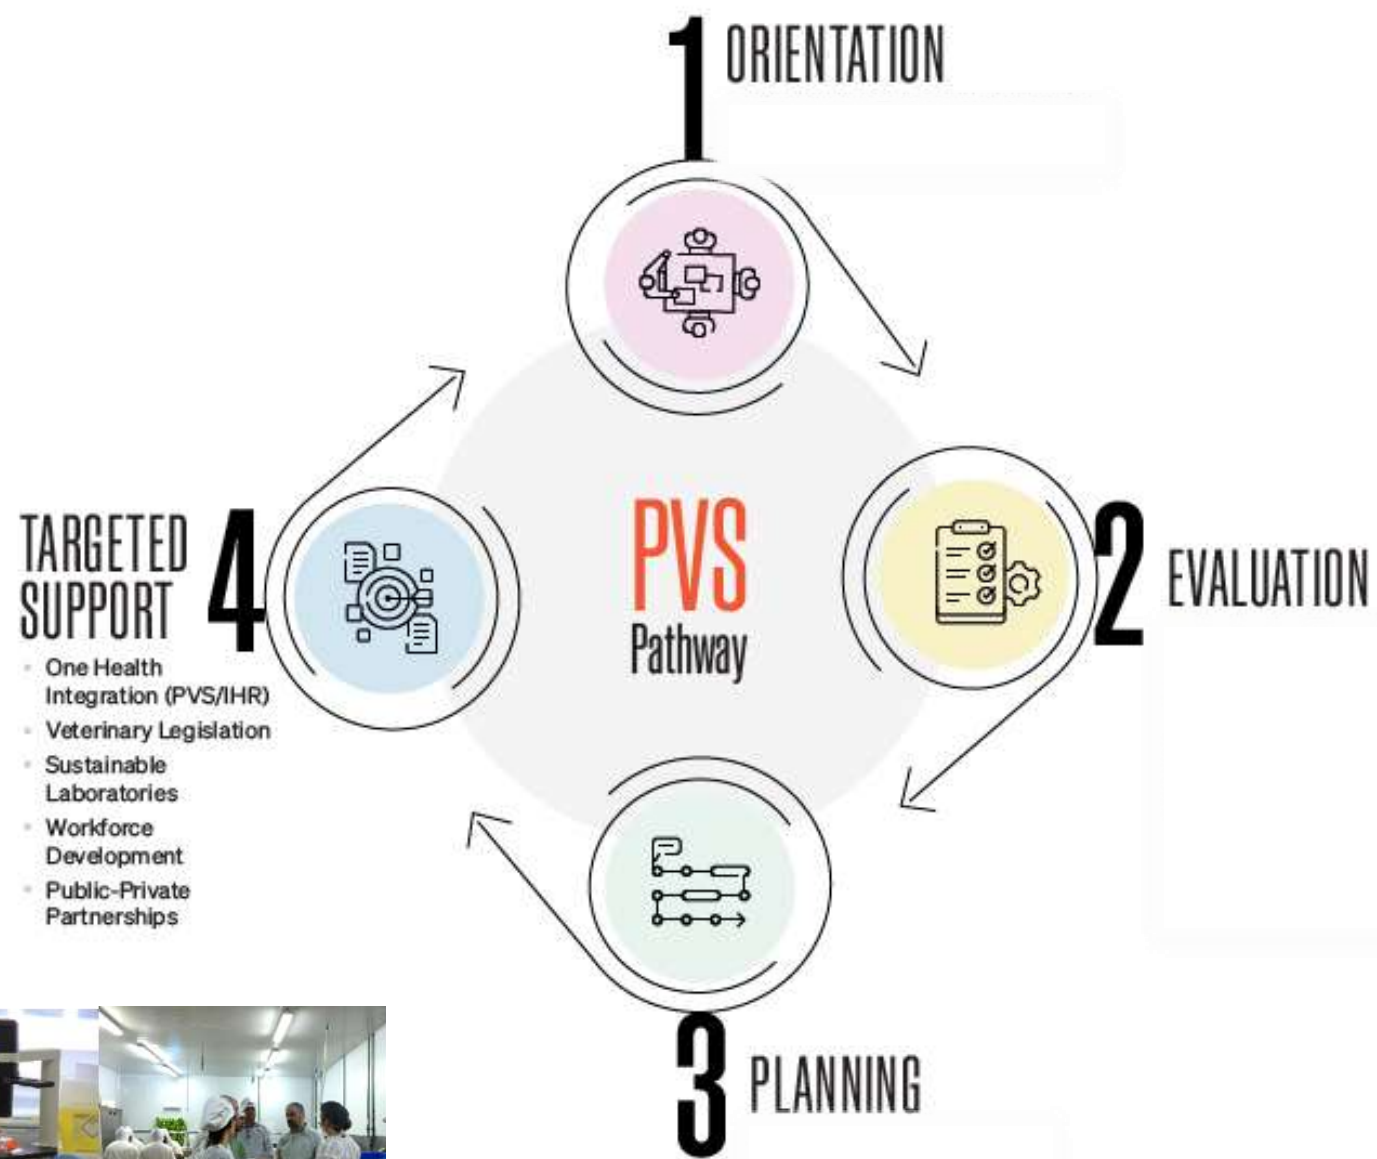 1 ORIENTATION
PVS
Pathway
2 EVALUATION
3 PLANNING
TARGETED
SUPPORT 4
One Health
Integration (PVS/IHR)
Veterinary Legislation
Sustainable
Laboratories
Workforce
Development
Public-Private
Partnerships